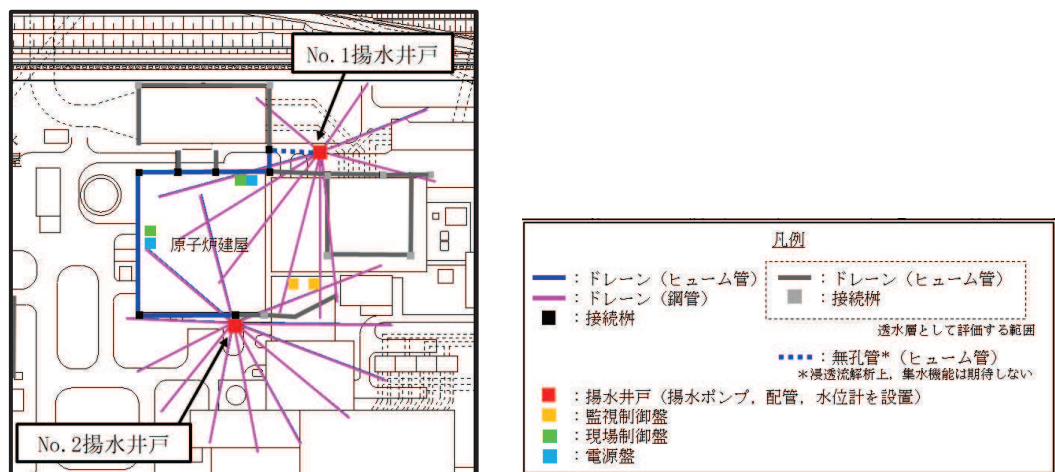 No.1揚水井戸
屋
原子炉建屋
No.2揚水井戸
凡例
：ドレーン（ヒューム管）
：ドレーン（鋼管）
：接続桝
：ドレーン（ヒューム管）
：接続桝
透水層として評価する範囲
：無孔管*（ヒューム管）
*浸透流解析上，集水機能は期待しない
：揚水井戸（揚水ポンプ，配管，水位計を設置）
：監視制御盤
：現場制御盤
：電源盤